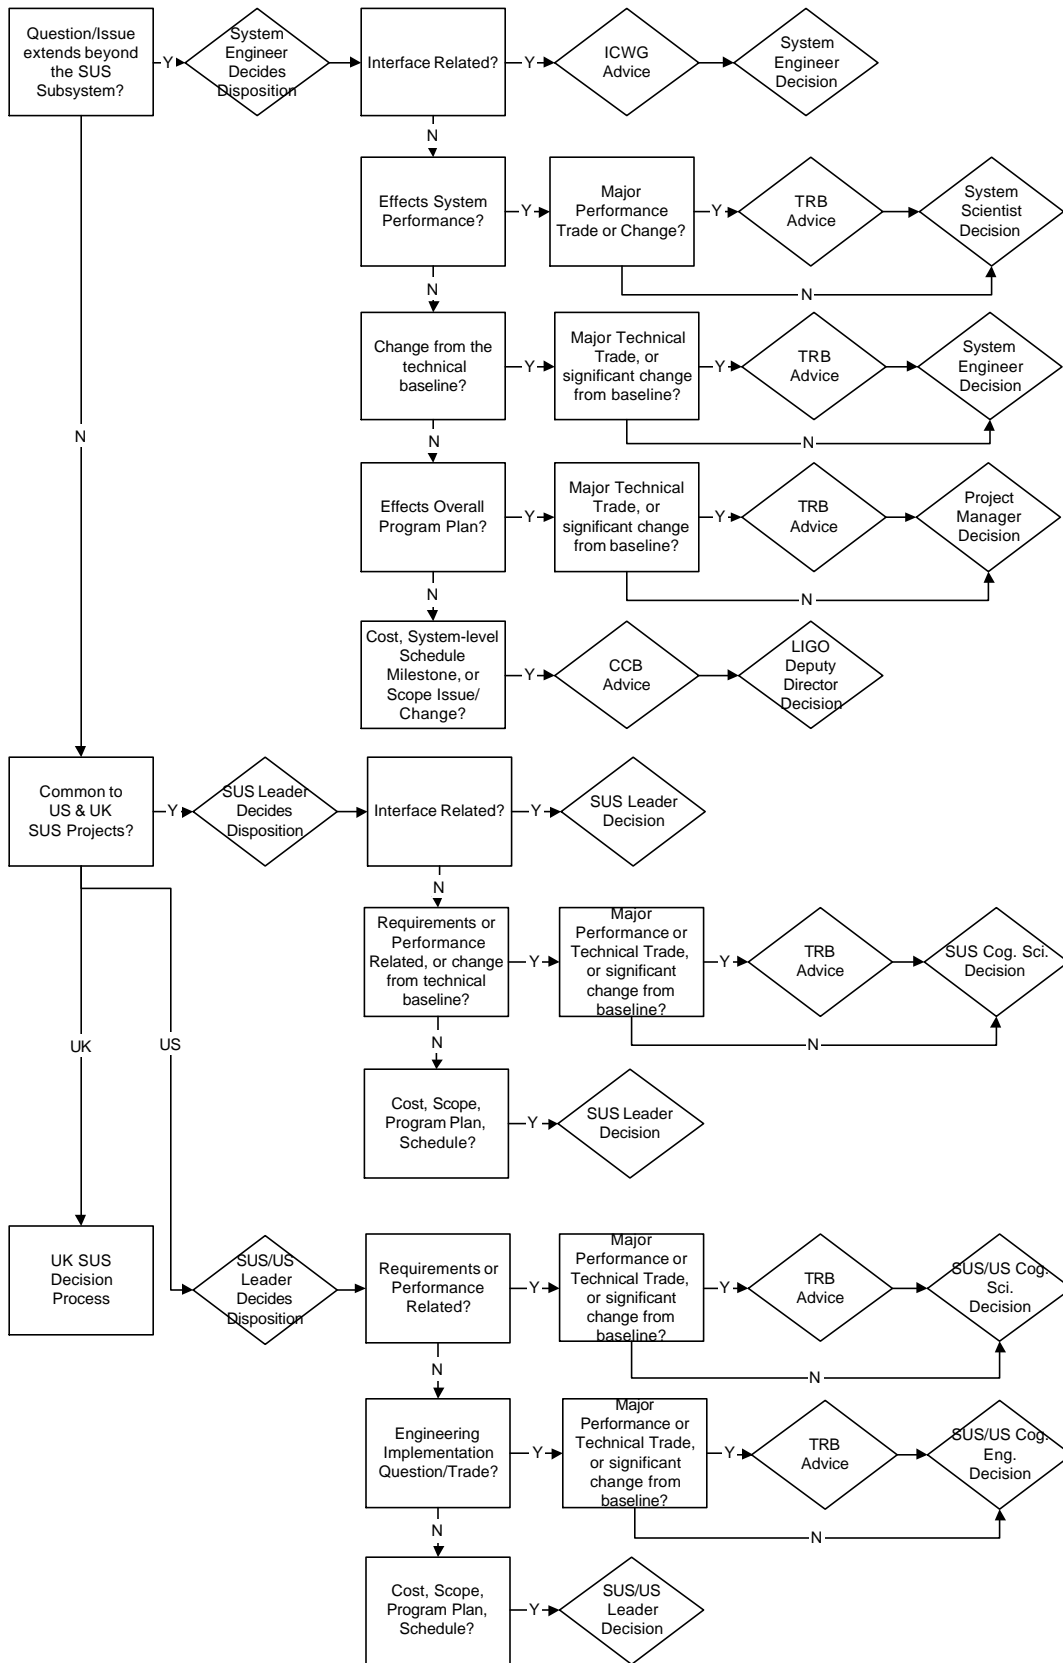 Question/Issue
extends beyond
the SUS
Subsystem?
Y
System
Engineer
Decides
Disposition
Interface Related?
Y
ICWG
Advice
System
Engineer
Decision
N
Effects System
Performance?
Y
Major
Performance
Trade or Change?
Y
TRB
Advice
System
Scientist
Decision
N
N
Change from the
technical
baseline?
Y
Major Technical
Trade, or
significant change
from baseline?
Y
TRB
Advice
System
Engineer
Decision
N
N
N
Effects Overall
Program Plan?
Y
Major Technical
Trade, or
significant change
from baseline?
Y
TRB
Advice
Project
Manager
Decision
N
N
Cost, System-level
Schedule
Milestone, or
Scope Issue/
Change?
Y
CCB
Advice
LIGO
Deputy
Director
Decision
Common to
US & UK
SUS Projects?
Y
SUS Leader
Decides
Disposition
Interface Related?
Y
SUS Leader
Decision
N
Requirements or
Performance
Related, or change
from technical
baseline?
Y
Major
Performance or
Technical Trade,
or significant
change from
baseline?
Y
TRB
Advice
SUS Cog. Sci.
Decision
N
N
UK
US
Cost, Scope,
Program Plan,
Schedule?
Y
SUS Leader
Decision
UK SUS
Decision
Process
SUS/US
Leader
Decides
Disposition
Requirements or
Performance
Related?
Y
Major
Performance or
Technical Trade,
or significant
change from
baseline?
Y
TRB
Advice
SUS/US Cog.
Sci.
Decision
N
N
Engineering
Implementation
Question/Trade?
Y
Major
Performance or
Technical Trade,
or significant
change from
baseline?
Y
TRB
Advice
SUS/US Cog.
Eng.
Decision
N
N
Cost, Scope,
Program Plan,
Schedule?
Y
SUS/US
Leader
Decision